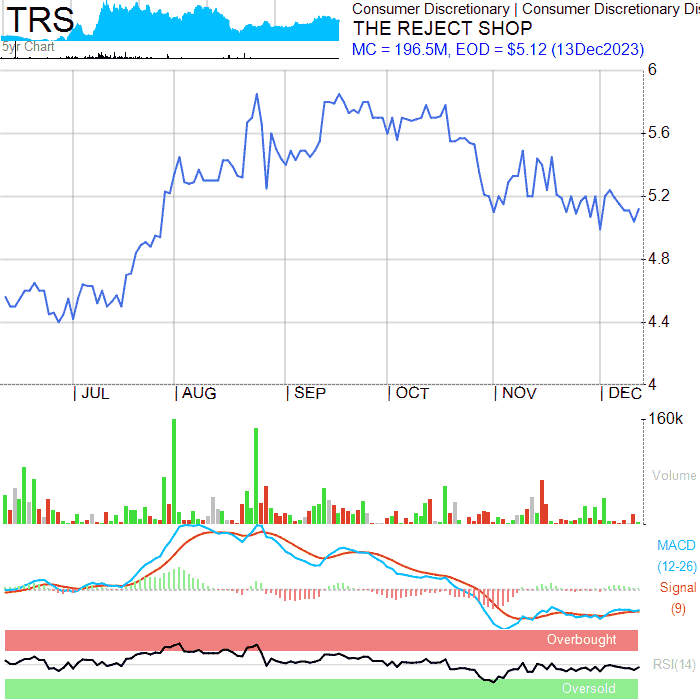 TRS
5yr Chart
Consumer Discretionary | Consumer Discretionary Dis
THE REJECT SHOP
MC = 196.5M, EOD = $5.12 (13Dec2023)
6
5.6
5.2
4.8
4.4
4
| JUL | AUG | SEP | OCT | NOV | DEC
160k
Volume
MACD
(12-26)
Signal
(9)
Overbought
RSI(14)
Oversold